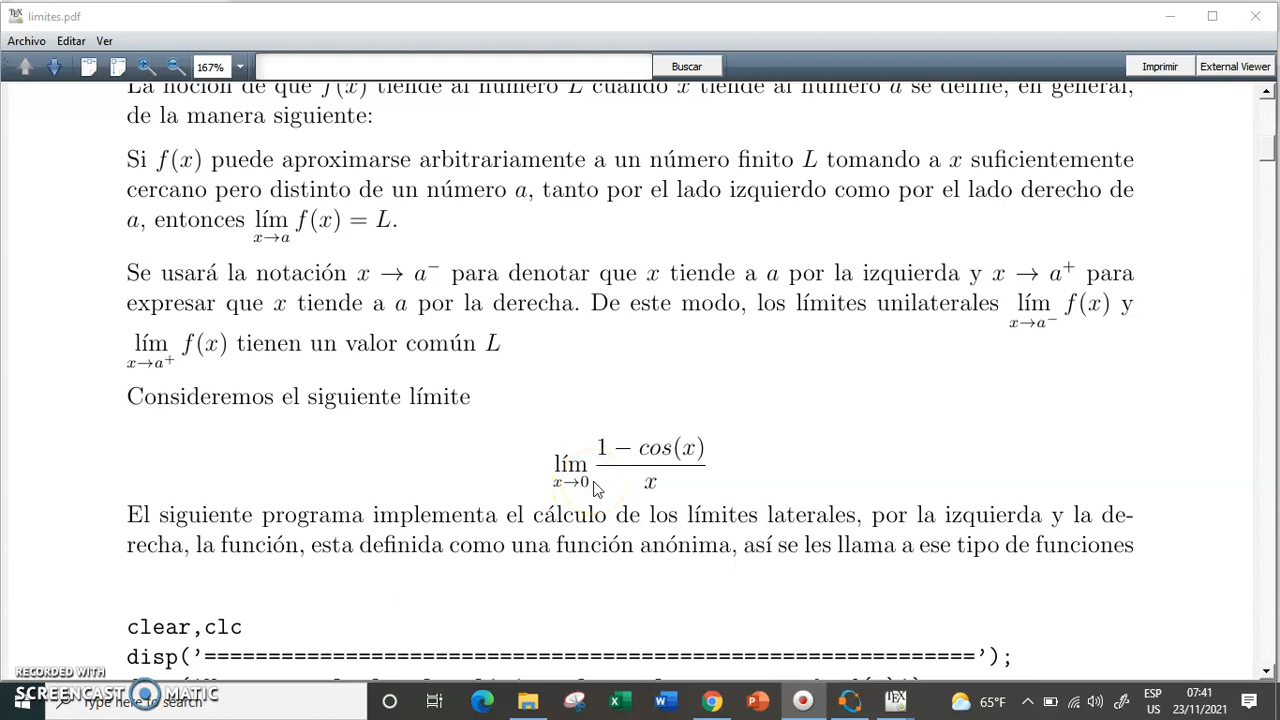 limites.pdf
Archivo Editar Ver
167% Buscar Imprimir External Viewer
La noción de que f(x) tiende al número L cuando x tiende al número a se define, en general,
de la manera siguiente:
Si f(x) puede aproximarse arbitrariamente a un número finito L tomando a x suficientemente
cercano pero distinto de un número a, tanto por el lado izquierdo como por el lado derecho de
a, entonces lím x→a f(x) = L.
Se usará la notación x → a⁻ para denotar que x tiende a a por la izquierda y x → a⁺ para
expresar que x tiende a a por la derecha. De este modo, los límites unilaterales lím x→a⁻ f(x) y
lím x→a⁺ f(x) tienen un valor común L
Consideremos el siguiente límite
lím x→0 (1 − cos(x)) / x
El siguiente programa implementa el cálculo de los límites laterales, por la izquierda y la de-
recha, la función, esta definida como una función anónima, así se les llama a ese tipo de funciones
clear,clc
disp('============================================================');
RECORDED WITH
SCREENCAST MATIC
Type here to search
65°F
ESP
US
07:41
23/11/2021